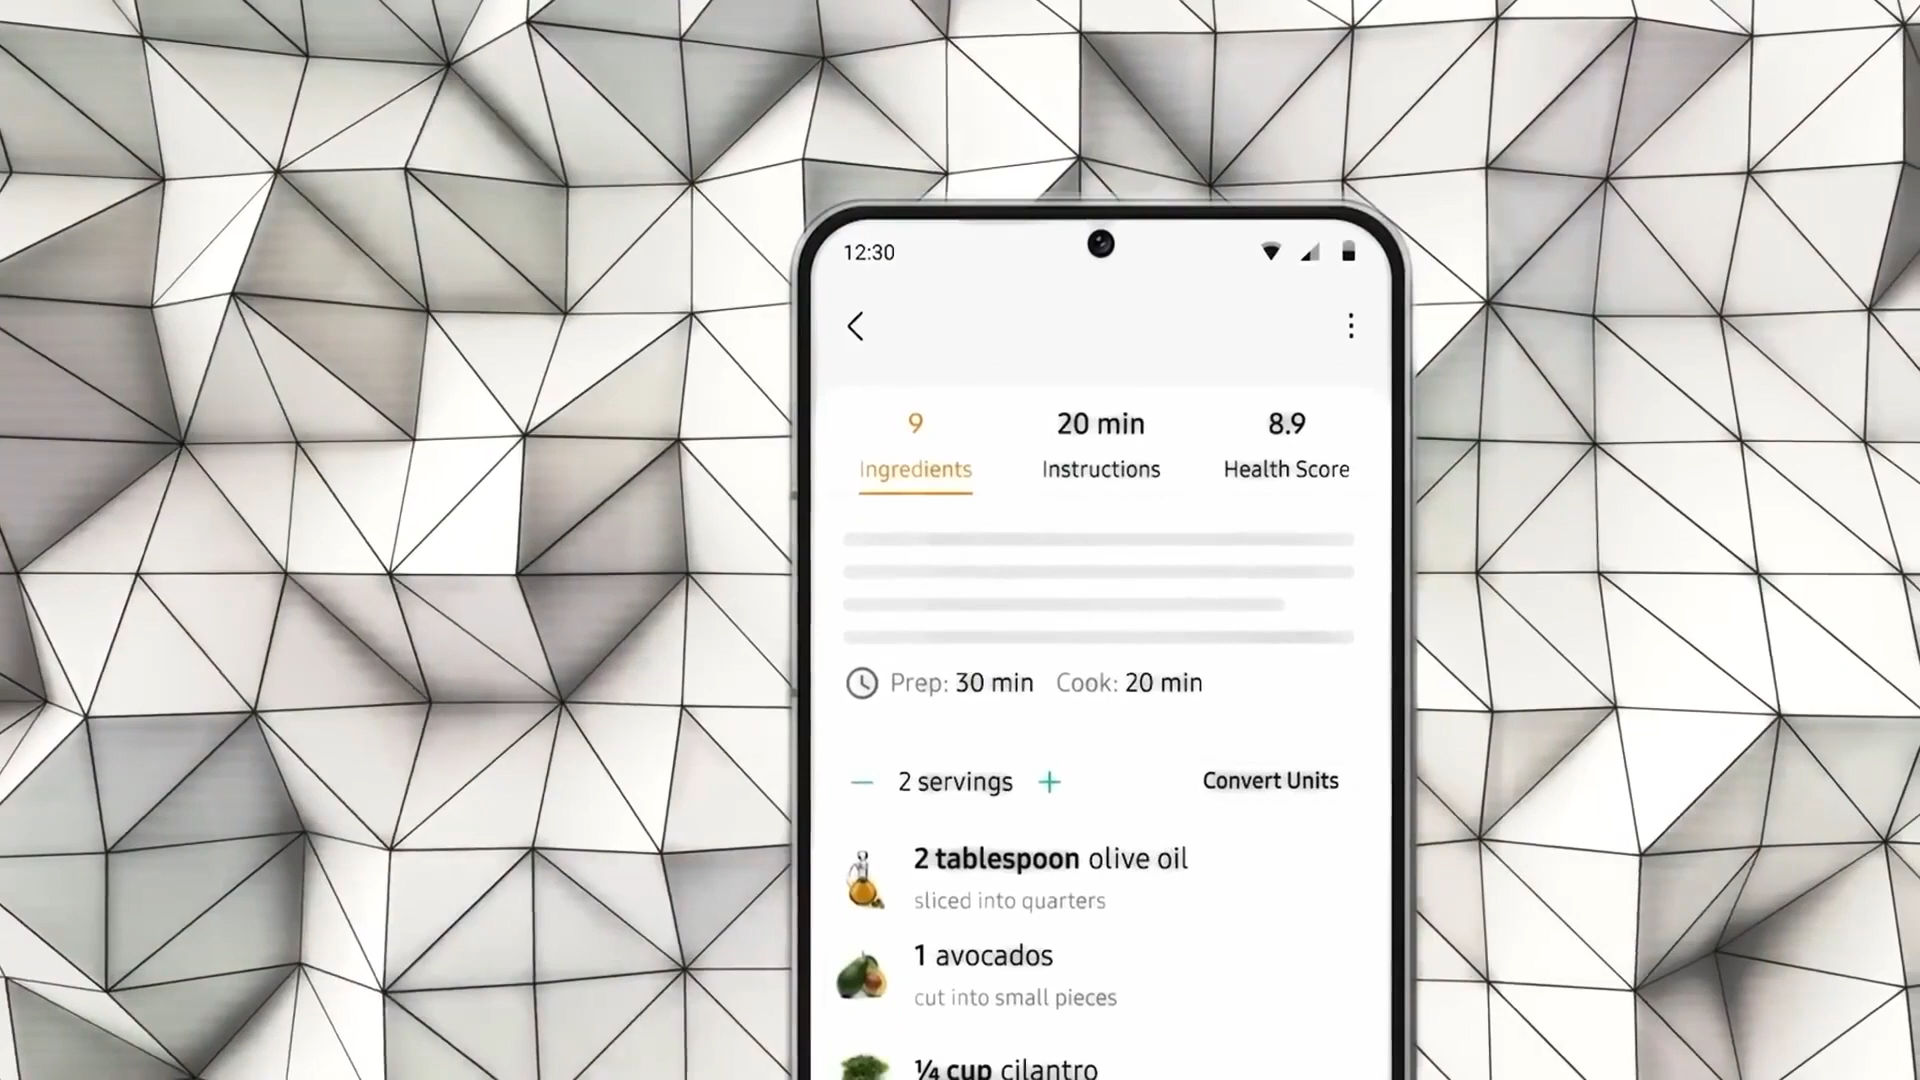 12:30
9 20 min 8.9
Ingredients Instructions Health Score
Prep: 30 min Cook: 20 min
2 servings Convert Units
2 tablespoon olive oil
sliced into quarters
1 avocados
cut into small pieces
¼ cup cilantro